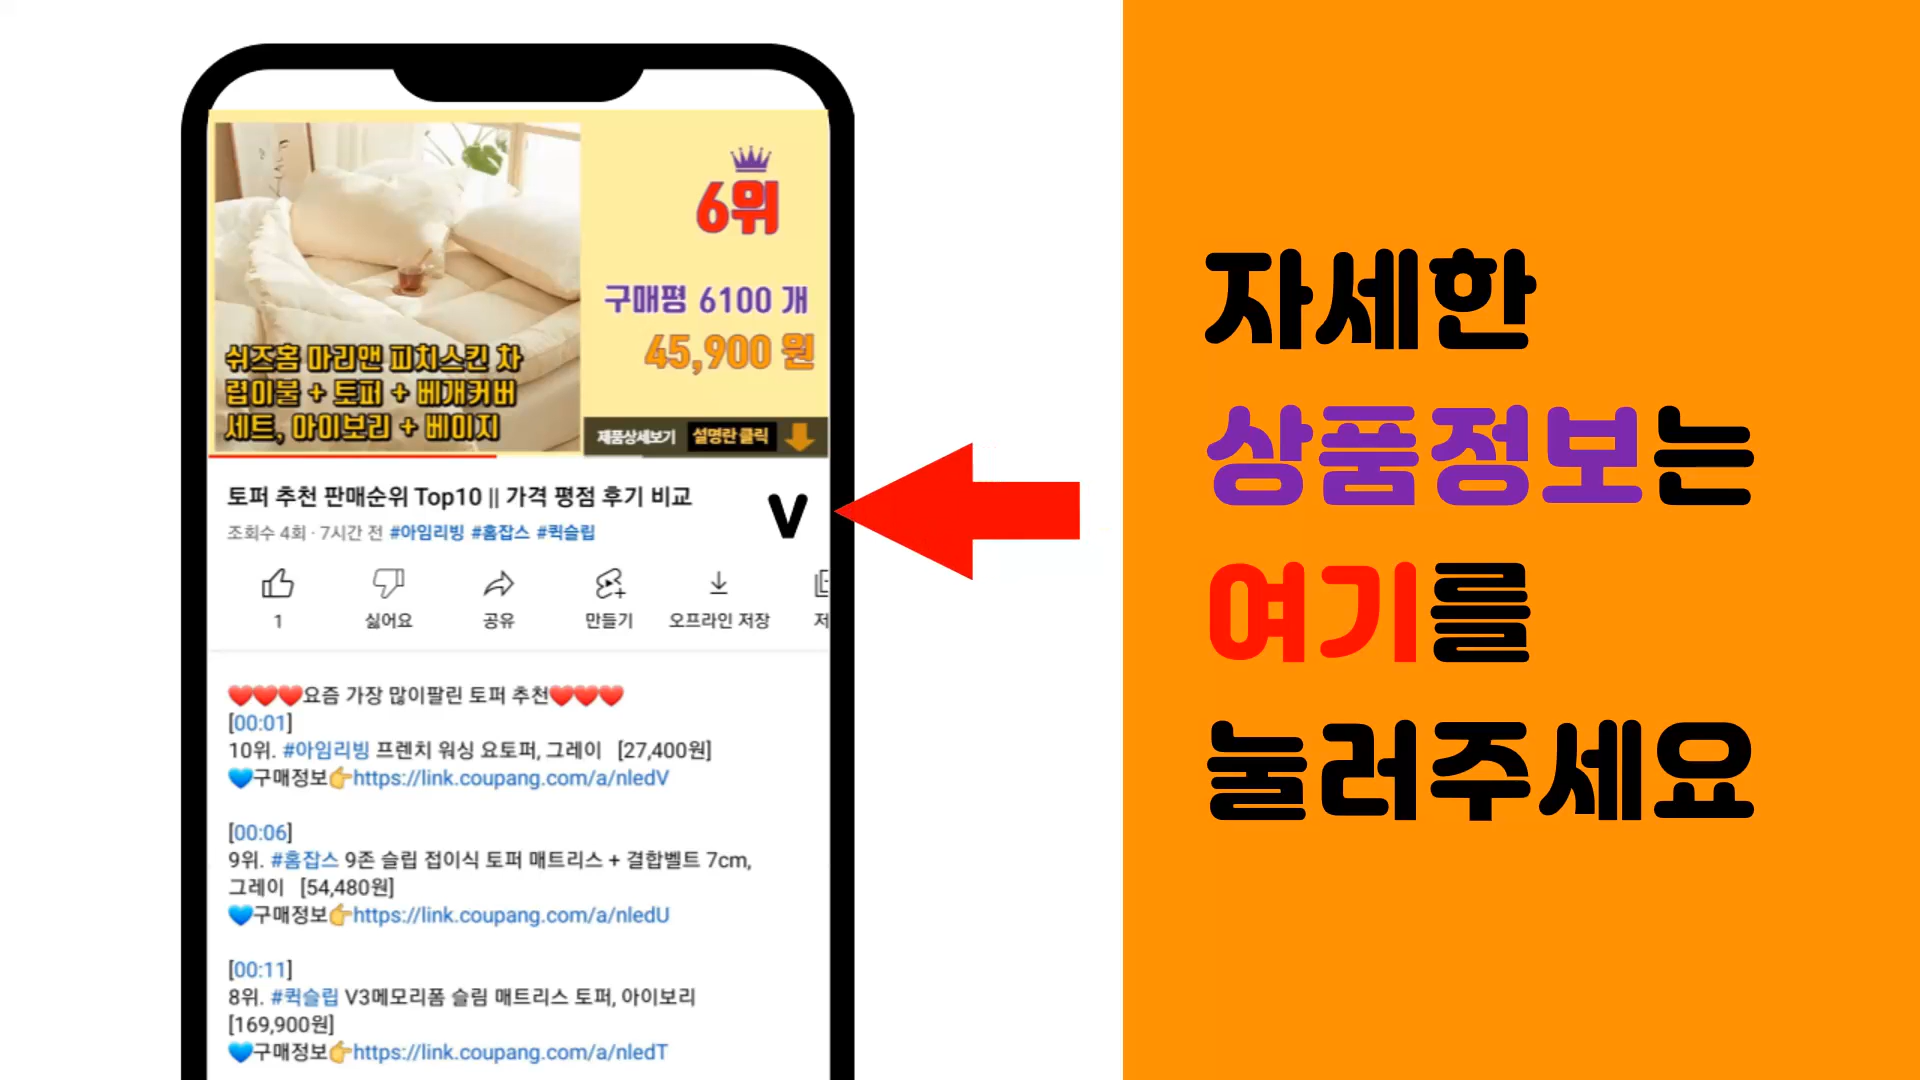 6위
구매평 6100 개
45,900 원
쉬즈홈 마리앤 피치스킨 차
렵이불 + 토퍼 + 베개커버
세트, 아이보리 + 베이지
제품상세보기 설명란 클릭
토퍼 추천 판매순위 Top10 || 가격 평점 후기 비교
V
조회수 4회 · 7시간 전 #아임리빙 #홈잡스 #퀵슬립
1 싫어요 공유 만들기 오프라인 저장 저
❤️❤️❤️요즘 가장 많이팔린 토퍼 추천❤️❤️❤️
[00:01]
10위. #아임리빙 프렌치 워싱 요토퍼, 그레이 [27,400원]
💙구매정보👉https://link.coupang.com/a/nledV
[00:06]
9위. #홈잡스 9존 슬립 접이식 토퍼 매트리스 + 결합벨트 7cm,
그레이 [54,480원]
💙구매정보👉https://link.coupang.com/a/nledU
[00:11]
8위. #퀵슬립 V3메모리폼 슬림 매트리스 토퍼, 아이보리
[169,900원]
💙구매정보👉https://link.coupang.com/a/nledT
자세한
상품정보는
여기를
눌러주세요